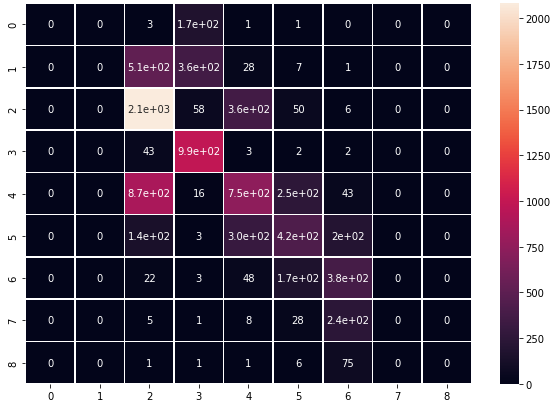 0 0 0 3 1.7e+02 1 1 0 0 0
1 0 0 5.1e+02 3.6e+02 28 7 1 0 0
2 0 0 2.1e+03 58 3.6e+02 50 6 0 0
3 0 0 43 9.9e+02 3 2 2 0 0
4 0 0 8.7e+02 16 7.5e+02 2.5e+02 43 0 0
5 0 0 1.4e+02 3 3.0e+02 4.2e+02 2e+02 0 0
6 0 0 22 3 48 1.7e+02 3.8e+02 0 0
7 0 0 5 1 8 28 2.4e+02 0 0
8 0 0 1 1 1 6 75 0 0
0 1 2 3 4 5 6 7 8
2000
1750
1500
1250
1000
750
500
250
0